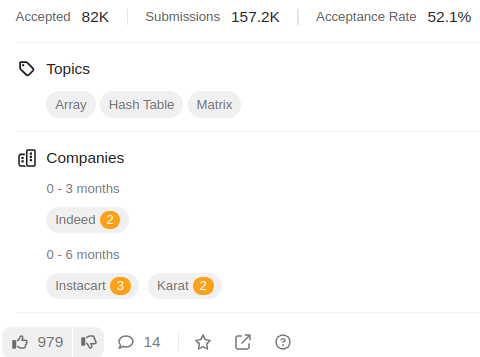 Accepted 82K Submissions 157.2K Acceptance Rate 52.1%
Topics
Array Hash Table Matrix
Companies
0 - 3 months
Indeed 2
0 - 6 months
Instacart 3 Karat 2
979 14